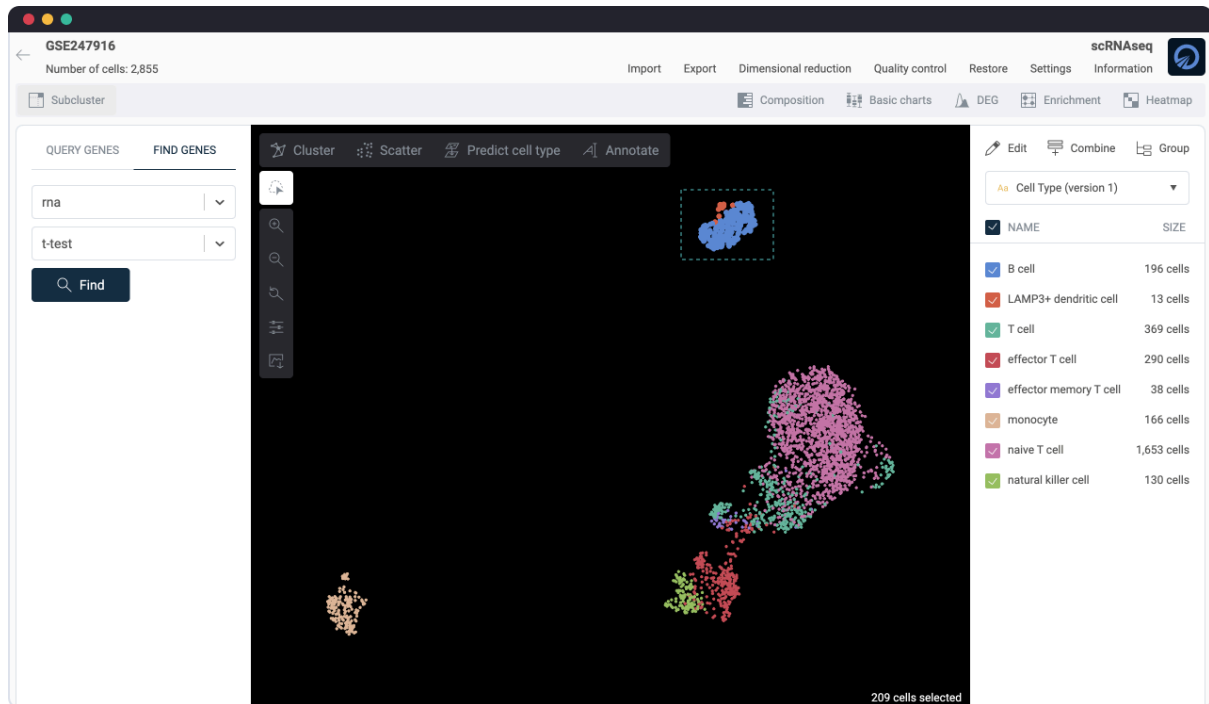 GSE247916
Number of cells: 2,855
scRNAseq
Import Export Dimensional reduction Quality control Restore Settings Information
Subcluster
Composition Basic charts DEG Enrichment Heatmap
QUERY GENES FIND GENES
rna
t-test
Find
Cluster Scatter Predict cell type Annotate
209 cells selected
Edit Combine Group
Aa Cell Type (version 1)
NAME SIZE
B cell 196 cells
LAMP3+ dendritic cell 13 cells
T cell 369 cells
effector T cell 290 cells
effector memory T cell 38 cells
monocyte 166 cells
naive T cell 1,653 cells
natural killer cell 130 cells